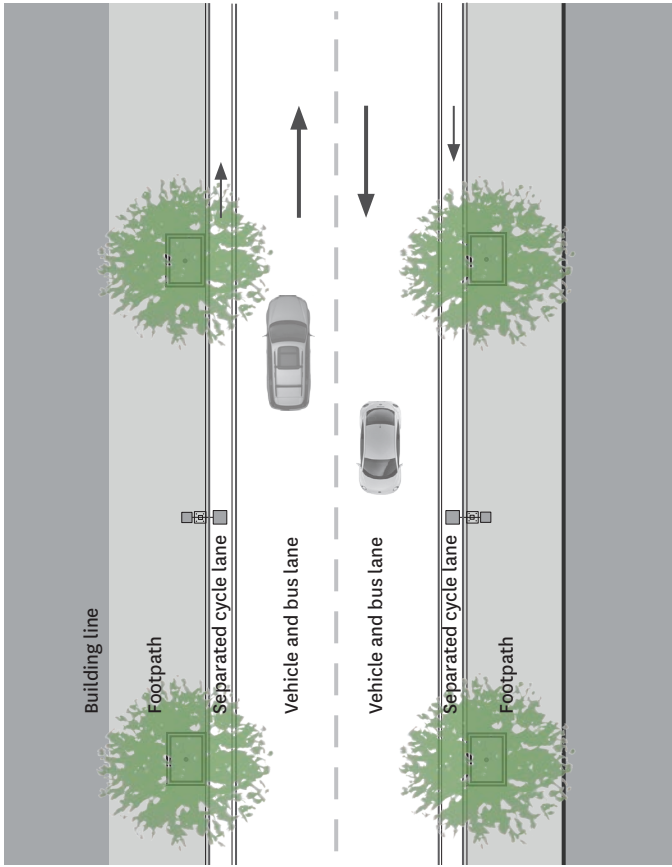 Building line
Footpath
Separated cycle lane
Vehicle and bus lane
Vehicle and bus lane
Separated cycle lane
Footpath